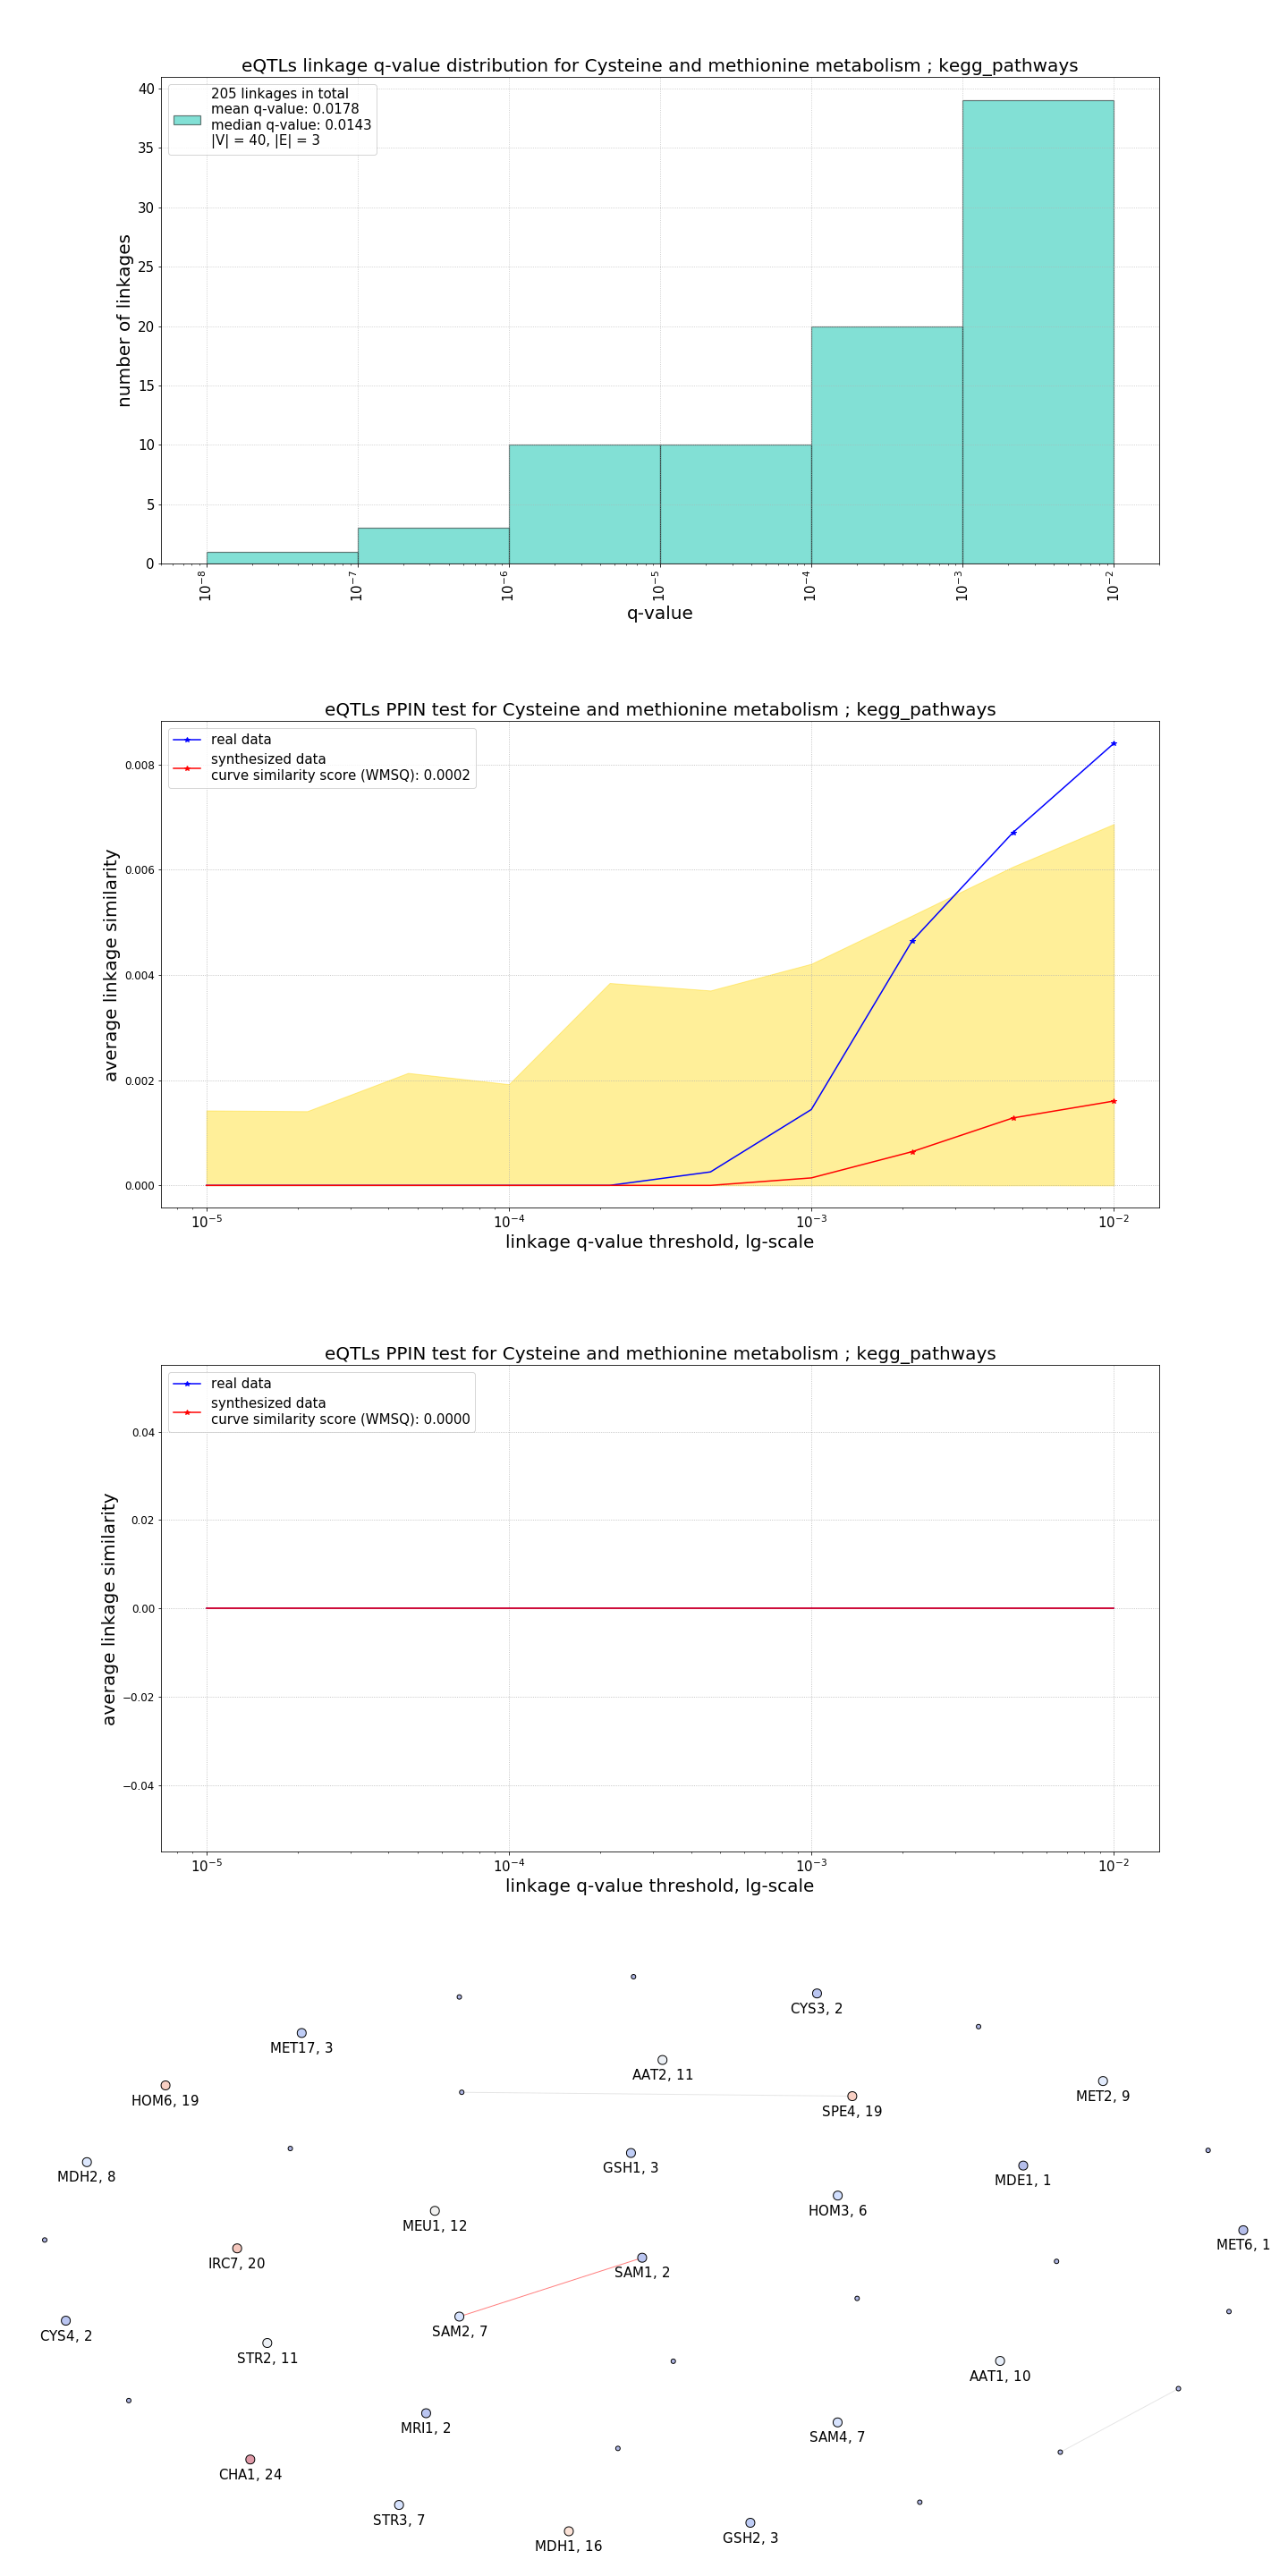 eQTLs linkage q-value distribution for Cysteine and methionine metabolism ; kegg_pathways
205 linkages in total
mean q-value: 0.0178
median q-value: 0.0143
|V| = 40, |E| = 3
number of linkages
40
35
30
25
20
15
10
5
0
10⁻⁸
10⁻⁷
10⁻⁶
10⁻⁵
10⁻⁴
10⁻³
10⁻²
q-value
eQTLs PPIN test for Cysteine and methionine metabolism ; kegg_pathways
real data
synthesized data
curve similarity score (WMSQ): 0.0002
average linkage similarity
0.008
0.006
0.004
0.002
0.000
10⁻⁵
10⁻⁴
10⁻³
10⁻²
linkage q-value threshold, lg-scale
eQTLs PPIN test for Cysteine and methionine metabolism ; kegg_pathways
real data
synthesized data
curve similarity score (WMSQ): 0.0000
average linkage similarity
0.04
0.02
0.00
−0.02
−0.04
10⁻⁵
10⁻⁴
10⁻³
10⁻²
linkage q-value threshold, lg-scale
CYS3, 2
MET17, 3
AAT2, 11
HOM6, 19
MET2, 9
SPE4, 19
GSH1, 3
MDH2, 8
MDE1, 1
HOM3, 6
MEU1, 12
MET6, 1
IRC7, 20
SAM1, 2
SAM2, 7
CYS4, 2
STR2, 11
AAT1, 10
MRI1, 2
SAM4, 7
CHA1, 24
STR3, 7
GSH2, 3
MDH1, 16